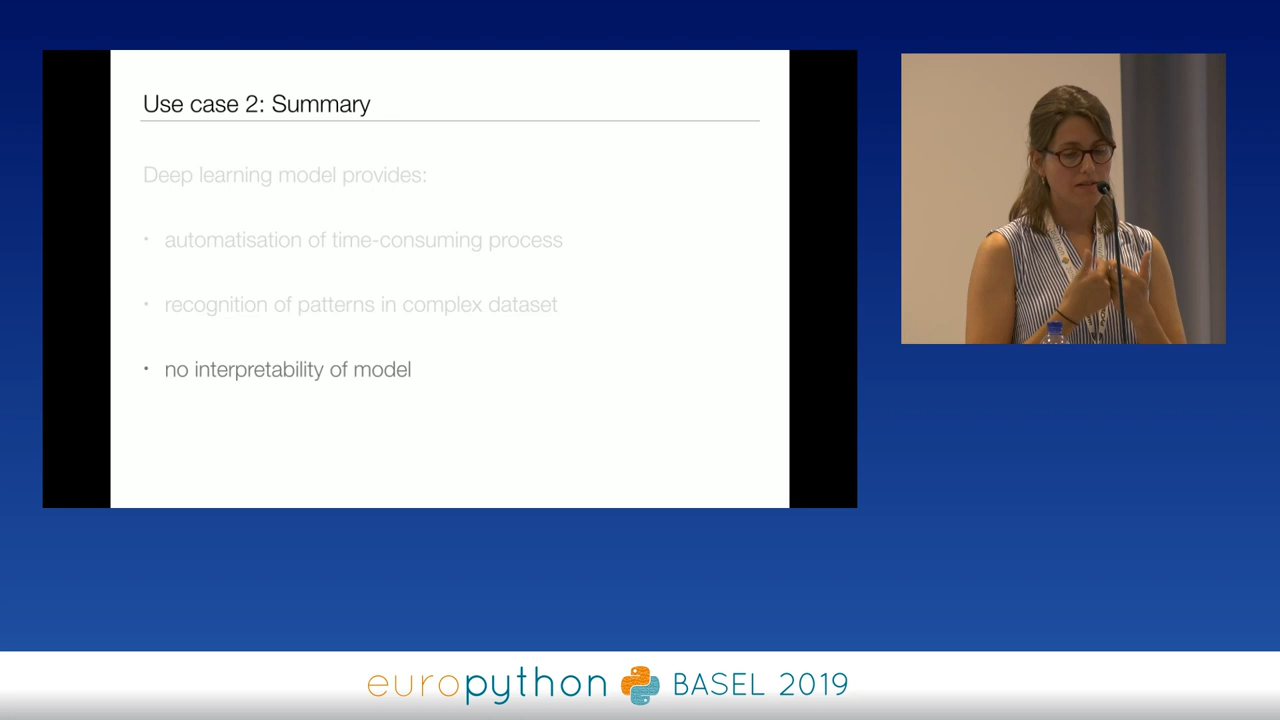 Use case 2: Summary
Deep learning model provides:
• automatisation of time-consuming process
• recognition of patterns in complex dataset
• no interpretability of model
europython BASEL 2019